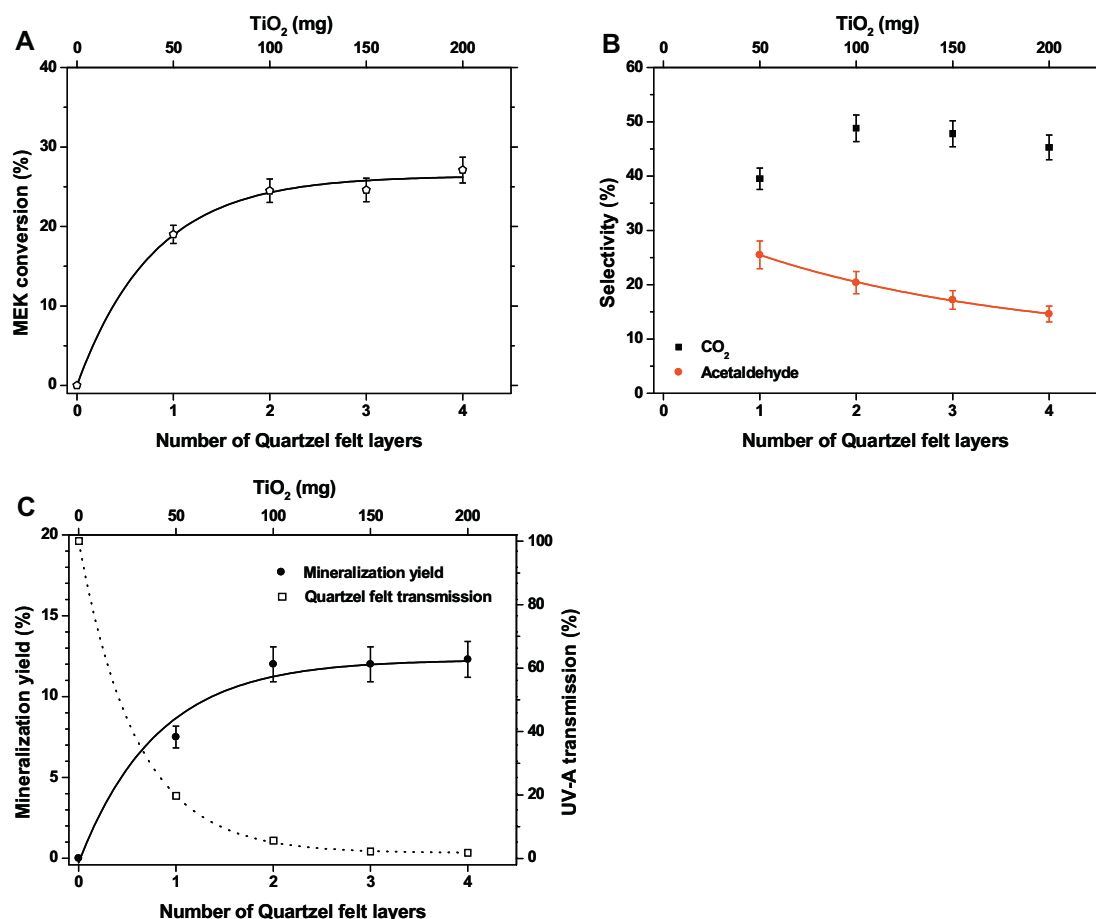 A
TiO2 (mg)
0 50 100 150 200
40
30
20
10
0
MEK conversion (%)
0 1 2 3 4
Number of Quartzel felt layers
B
TiO2 (mg)
0 50 100 150 200
60
50
40
30
20
10
0
Selectivity (%)
CO2
Acetaldehyde
0 1 2 3 4
Number of Quartzel felt layers
C
TiO2 (mg)
0 50 100 150 200
20
15
10
5
0
Mineralization yield (%)
Mineralization yield
Quartzel felt transmission
100
80
60
40
20
0
UV-A transmission (%)
0 1 2 3 4
Number of Quartzel felt layers